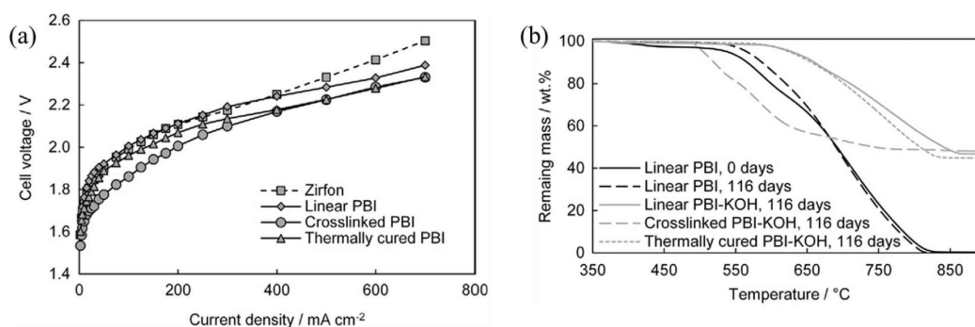 (a)
2.6
2.4
2.2
2.0
1.8
1.6
1.4
Cell voltage / V
0 200 400 600 800
Current density / mA cm-2
Zirfon
Linear PBI
Crosslinked PBI
Thermally cured PBI
(b)
100
80
60
40
20
0
Remaing mass / wt.%
350 450 550 650 750 850
Temperature / °C
Linear PBI, 0 days
Linear PBI, 116 days
Linear PBI-KOH, 116 days
Crosslinked PBI-KOH, 116 days
Thermally cured PBI-KOH, 116 days